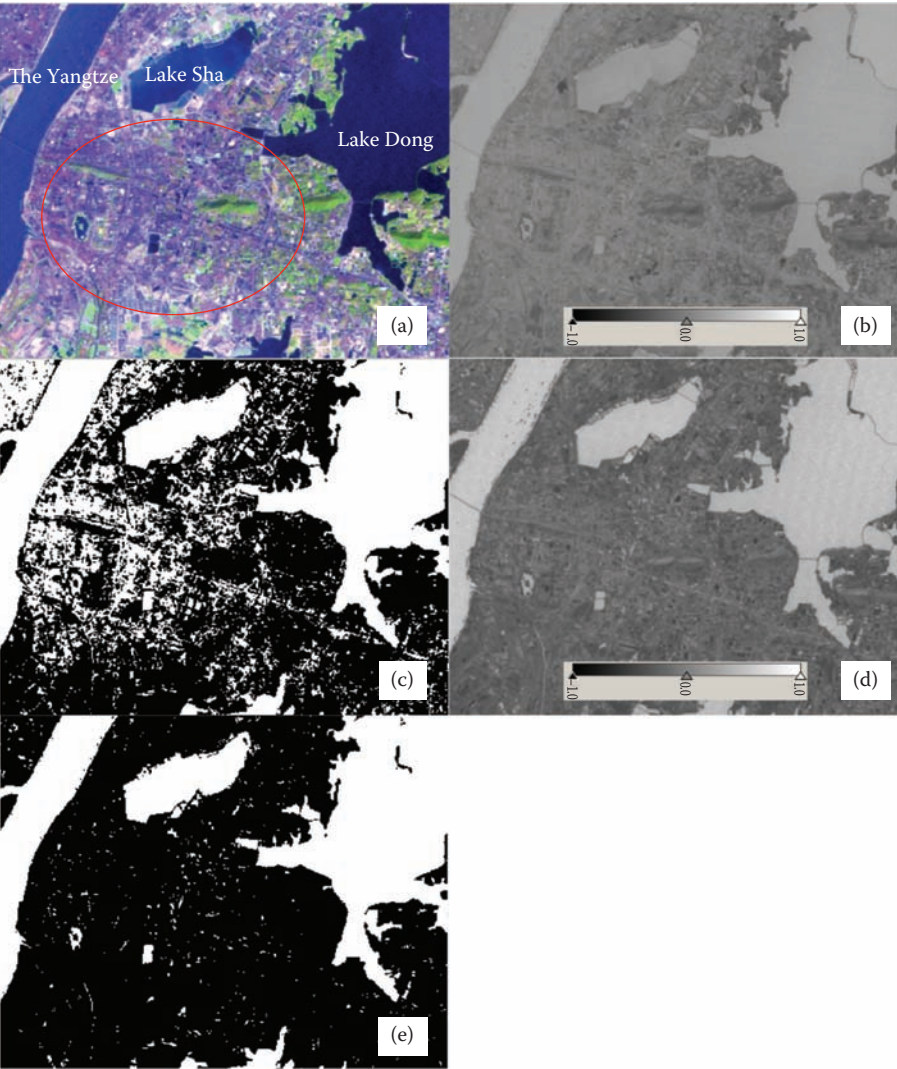 The Yangtze
Lake Sha
Lake Dong
(a)
−1.0
0.0
1.0
(b)
(c)
−1.0
0.0
1.0
(d)
(e)